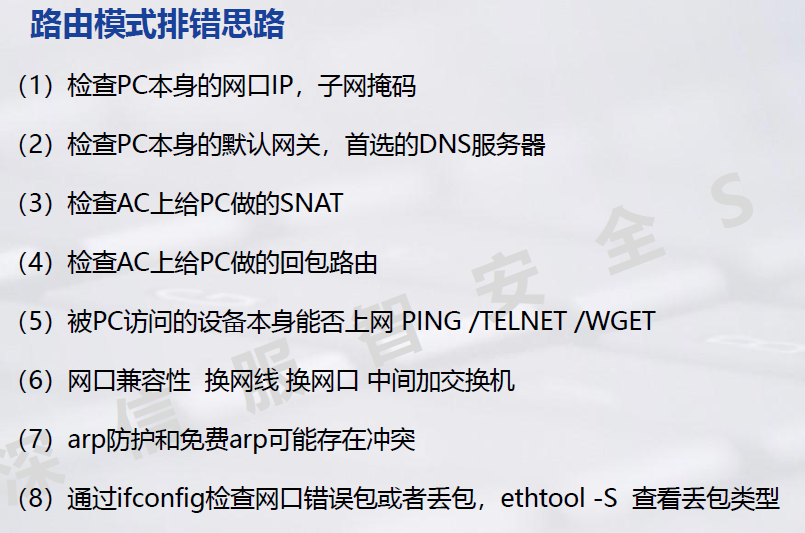 路由模式排错思路
（1）检查PC本身的网口IP，子网掩码
（2）检查PC本身的默认网关，首选的DNS服务器
（3）检查AC上给PC做的SNAT
（4）检查AC上给PC做的回包路由
（5）被PC访问的设备本身能否上网 PING /TELNET /WGET
（6）网口兼容性 换网线 换网口 中间加交换机
（7）arp防护和免费arp可能存在冲突
（8）通过ifconfig检查网口错误包或者丢包，ethtool -S 查看丢包类型
深信服智安全S